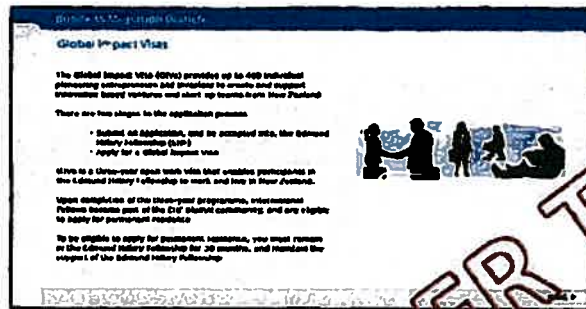 Global Impact Visas
The Global Impact Visa (GIVs) provides up to 400 individual
pioneering entrepreneurs and investors to create and support
innovation based ventures and start up teams from New Zealand
There are two stages to the application process
• Submit an application, and be accepted into, the Edmund
Hillary Fellowship (EHF)
• Apply for a Global Impact Visa
GIVs is a three-year open work visa that enables participants in
the Edmund Hillary Fellowship to work and live in New Zealand.
Upon completion of the three-year programme, international
Fellows become part of the EHF Alumni community, and are eligible
to apply for permanent residence
To be eligible to apply for permanent residence, you must remain
in the Edmund Hillary Fellowship for 30 months, and maintain the
support of the Edmund Hillary Fellowship